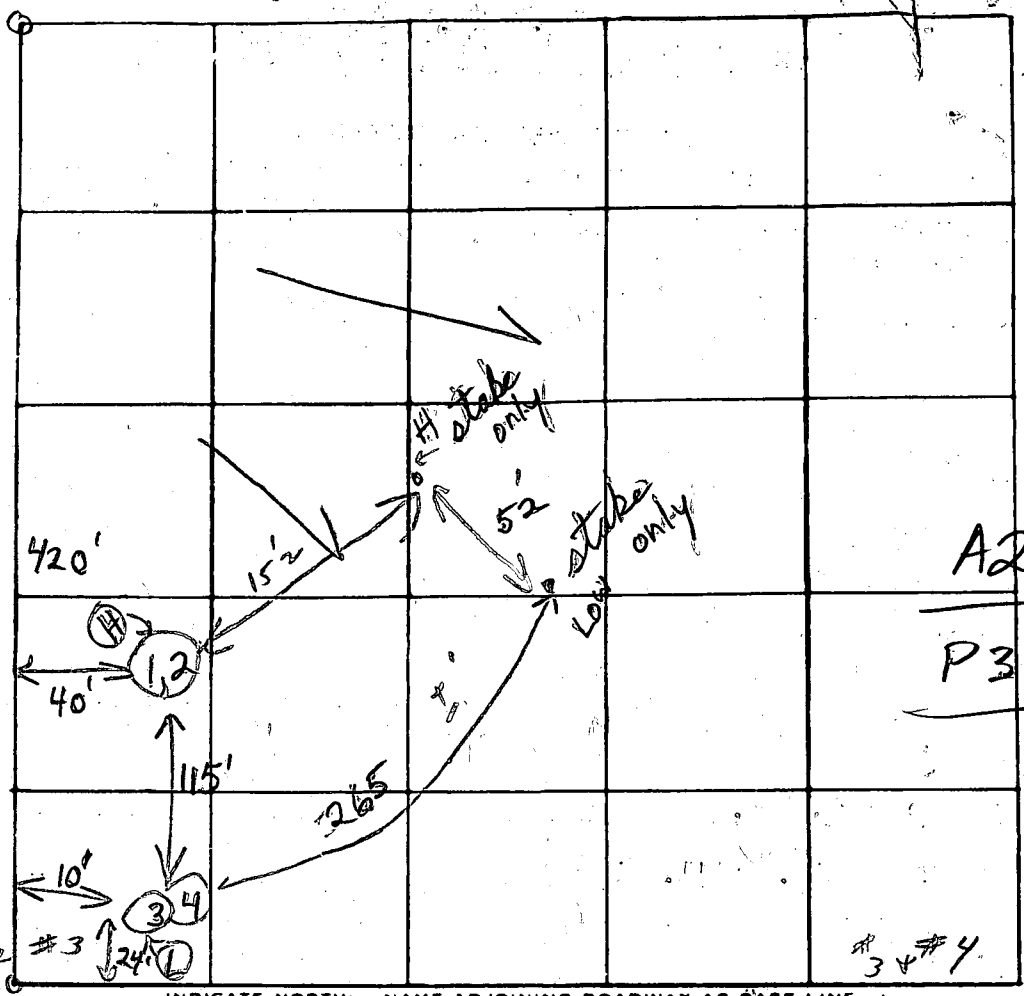 H stake
only
52'
stake
only
Low
420'
15'2
H
1,2
40'
A2
P3
115'
265
10'
3 4
#3
24'
L
#3 & #4
INDICATE NORTH NAME ADJOINING ROADWAY AS BASE LINE